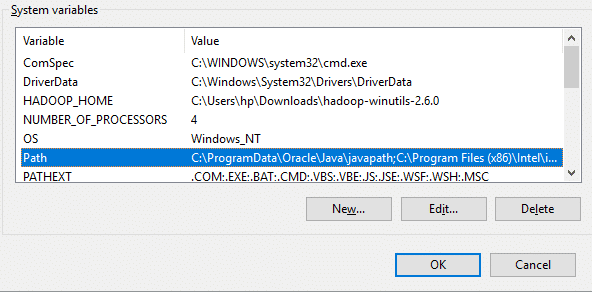 System variables
Variable Value
ComSpec C:\WINDOWS\system32\cmd.exe
DriverData C:\Windows\System32\Drivers\DriverData
HADOOP_HOME C:\Users\hp\Downloads\hadoop-winutils-2.6.0
NUMBER_OF_PROCESSORS 4
OS Windows_NT
Path C:\ProgramData\Oracle\Java\javapath;C:\Program Files (x86)\Intel\i...
PATHEXT .COM;.EXE;.BAT;.CMD;.VBS;.VBE;.JS;.JSE;.WSF;.WSH;.MSC
New... Edit... Delete
OK Cancel